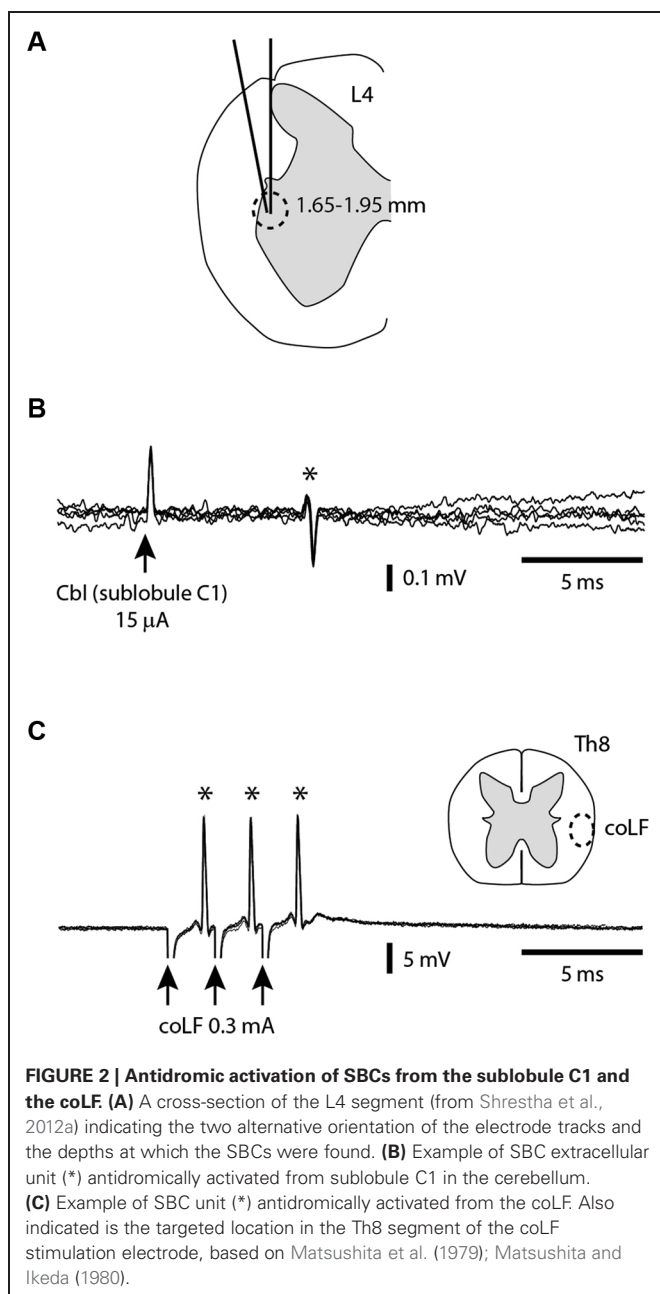 A
L4
1.65-1.95 mm
B
*
Cbl (sublobule C1)
15 μA
0.1 mV
5 ms
C
Th8
coLF
* * *
5 mV
5 ms
coLF 0.3 mA
FIGURE 2 | Antidromic activation of SBCs from the sublobule C1 and
the coLF. (A) A cross-section of the L4 segment (from Shrestha et al.,
2012a) indicating the two alternative orientation of the electrode tracks and
the depths at which the SBCs were found. (B) Example of SBC extracellular
unit (*) antidromically activated from sublobule C1 in the cerebellum.
(C) Example of SBC unit (*) antidromically activated from the coLF. Also
indicated is the targeted location in the Th8 segment of the coLF
stimulation electrode, based on Matsushita et al. (1979); Matsushita and
Ikeda (1980).